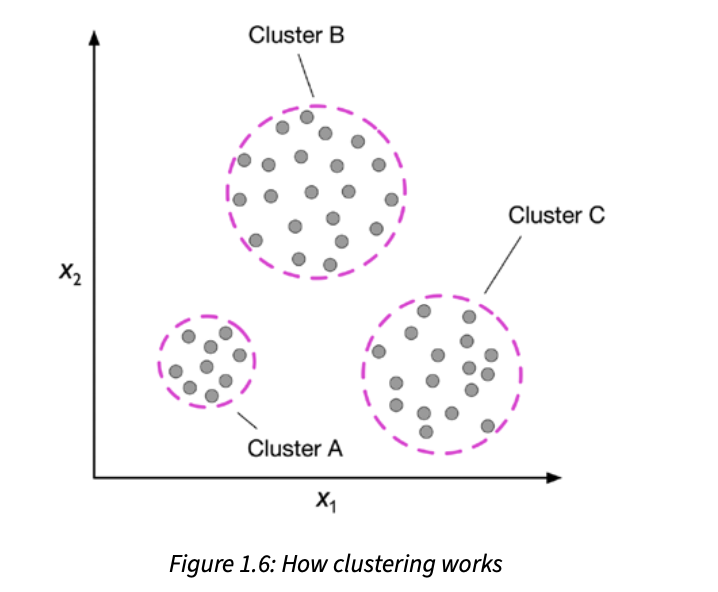 Cluster B
Cluster C
x₂
Cluster A
x₁
Figure 1.6: How clustering works